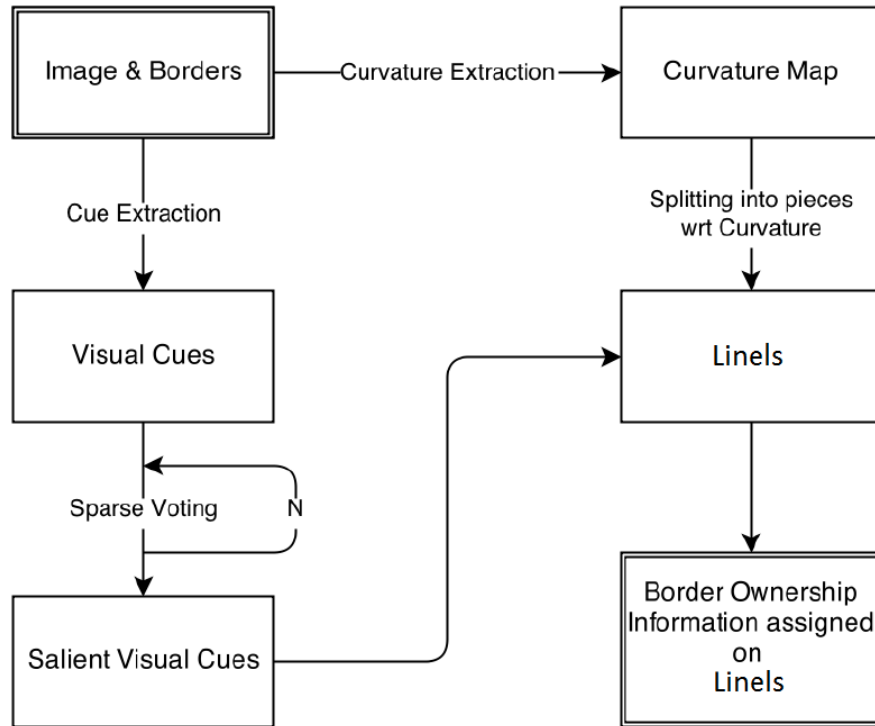 Image & Borders
Curvature Extraction
Curvature Map
Cue Extraction
Splitting into pieces
wrt Curvature
Visual Cues
Linels
Sparse Voting
N
Salient Visual Cues
Border Ownership
Information assigned
on
Linels